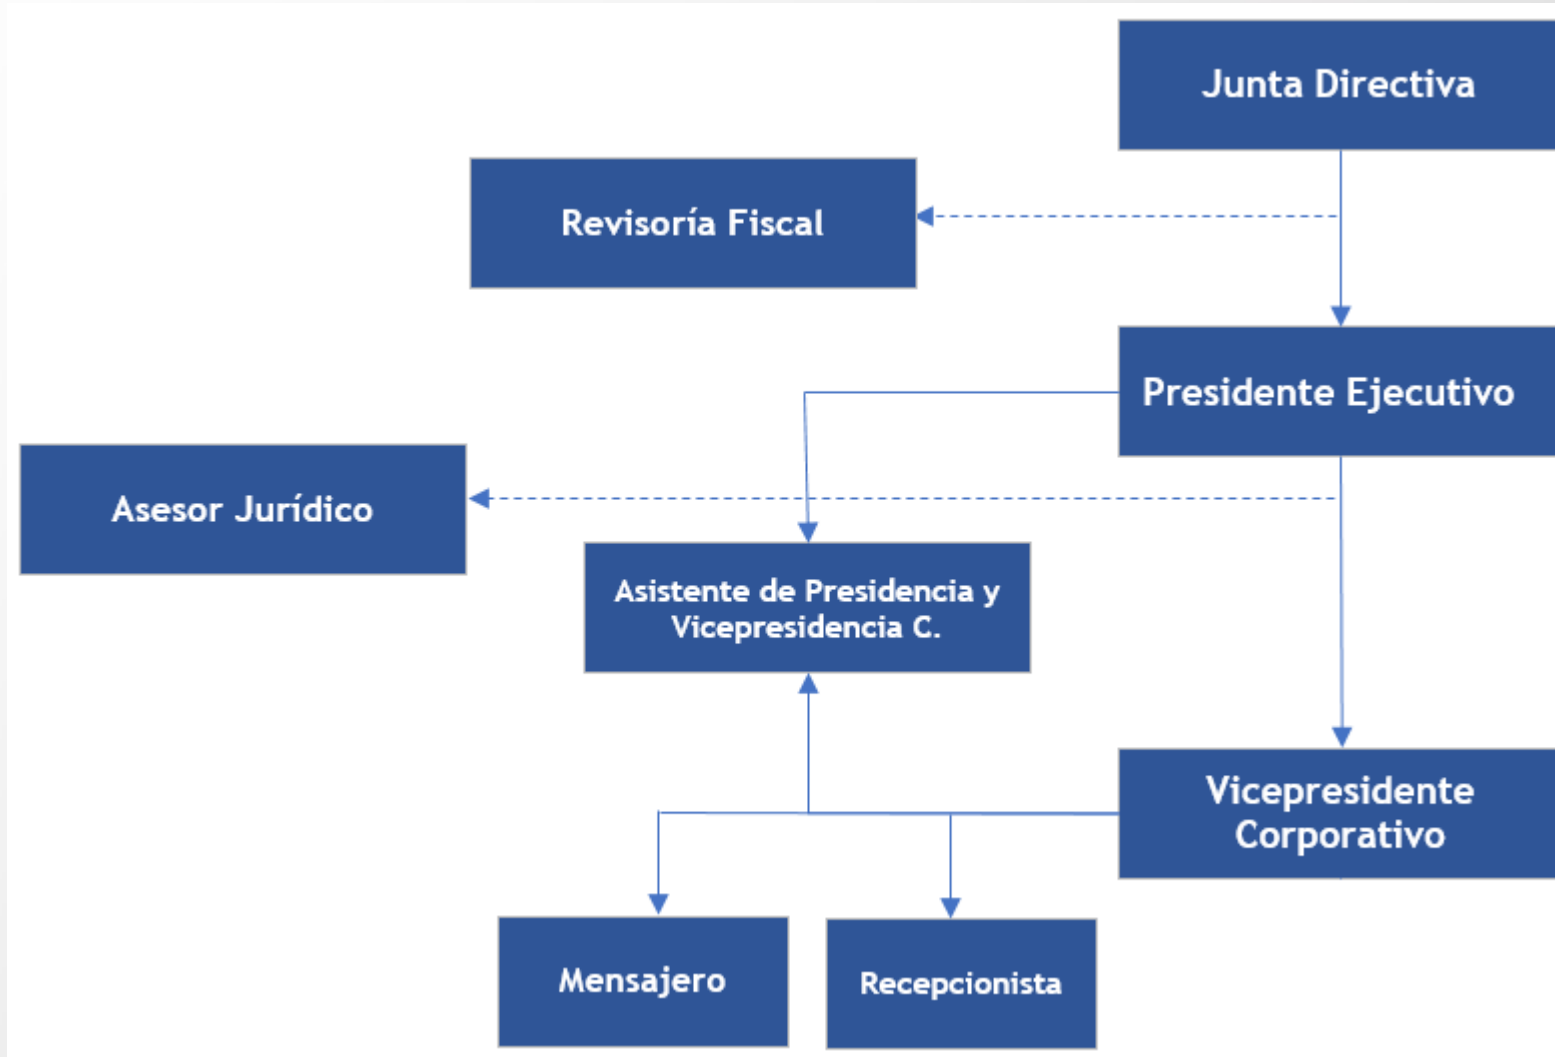 Junta Directiva
Revisoría Fiscal
Presidente Ejecutivo
Asesor Jurídico
Asistente de Presidencia y
Vicepresidencia C.
Vicepresidente
Corporativo
Mensajero
Recepcionista